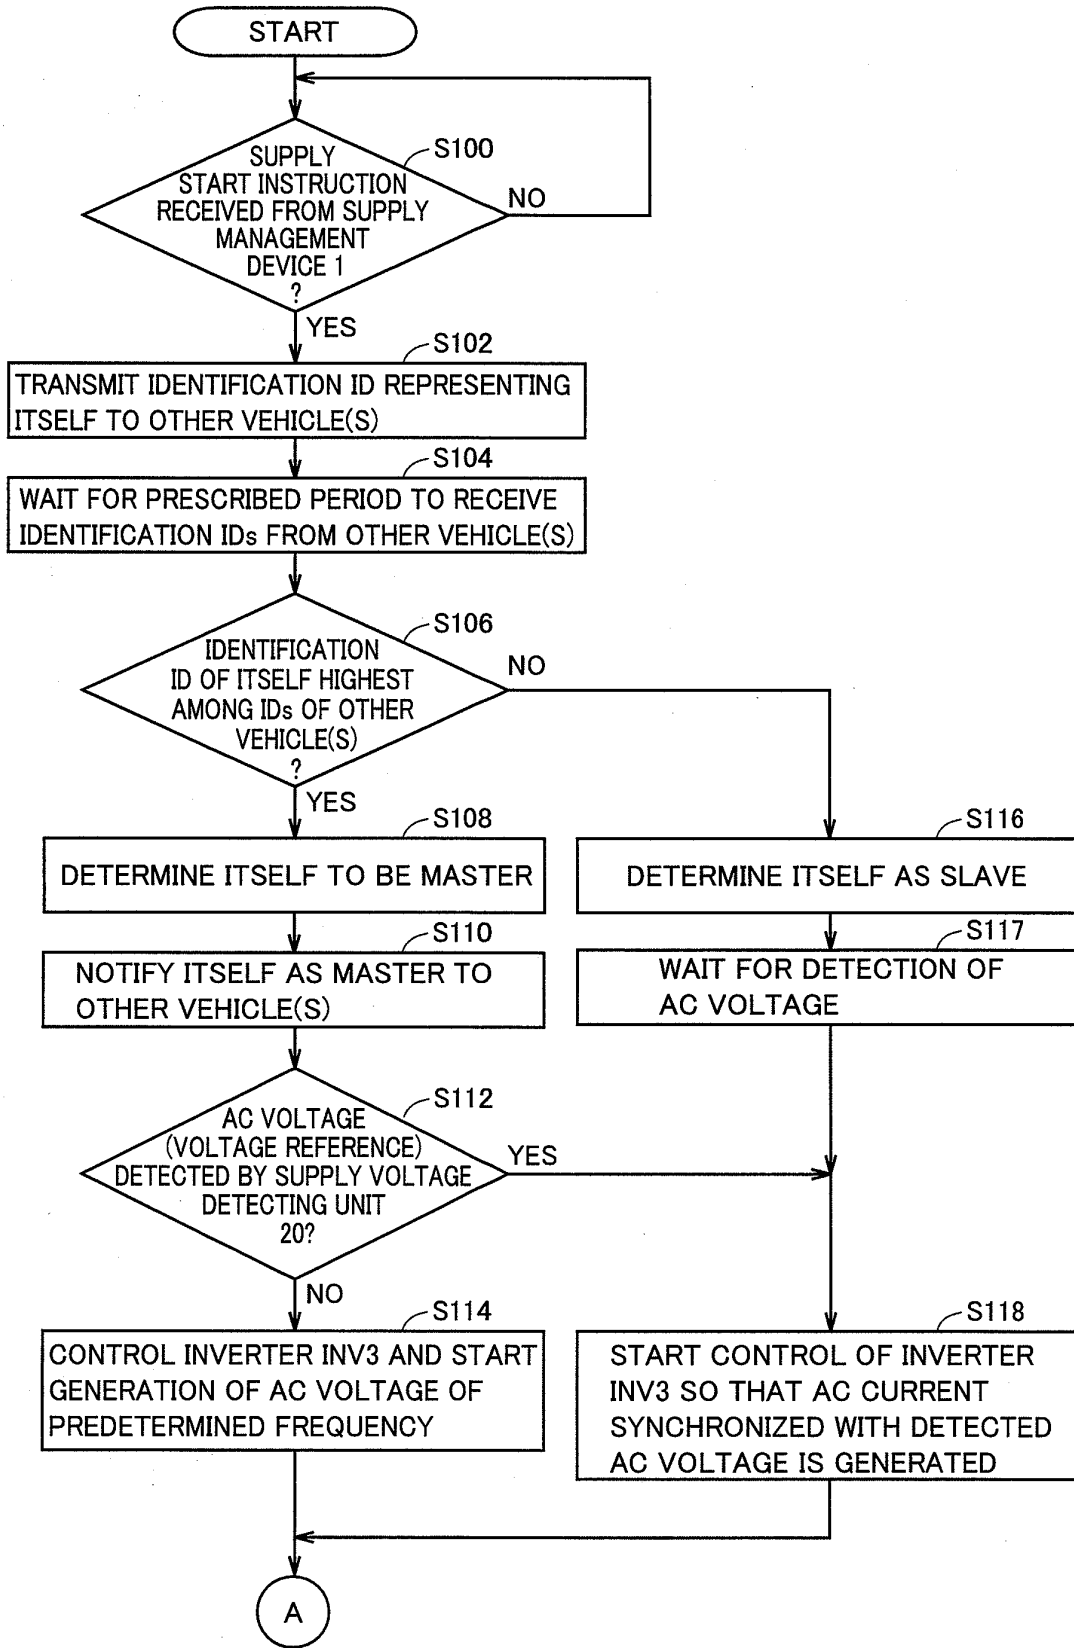 START
S100
SUPPLY
START INSTRUCTION
RECEIVED FROM SUPPLY
MANAGEMENT
DEVICE 1
?
NO
YES
S102
TRANSMIT IDENTIFICATION ID REPRESENTING
ITSELF TO OTHER VEHICLE(S)
S104
WAIT FOR PRESCRIBED PERIOD TO RECEIVE
IDENTIFICATION IDs FROM OTHER VEHICLE(S)
S106
IDENTIFICATION
ID OF ITSELF HIGHEST
AMONG IDs OF OTHER
VEHICLE(S)
?
NO
YES
S108
DETERMINE ITSELF TO BE MASTER
S116
DETERMINE ITSELF AS SLAVE
S110
NOTIFY ITSELF AS MASTER TO
OTHER VEHICLE(S)
S117
WAIT FOR DETECTION OF
AC VOLTAGE
S112
AC VOLTAGE
(VOLTAGE REFERENCE)
DETECTED BY SUPPLY VOLTAGE
DETECTING UNIT
20?
YES
NO
S114
CONTROL INVERTER INV3 AND START
GENERATION OF AC VOLTAGE OF
PREDETERMINED FREQUENCY
S118
START CONTROL OF INVERTER
INV3 SO THAT AC CURRENT
SYNCHRONIZED WITH DETECTED
AC VOLTAGE IS GENERATED
A